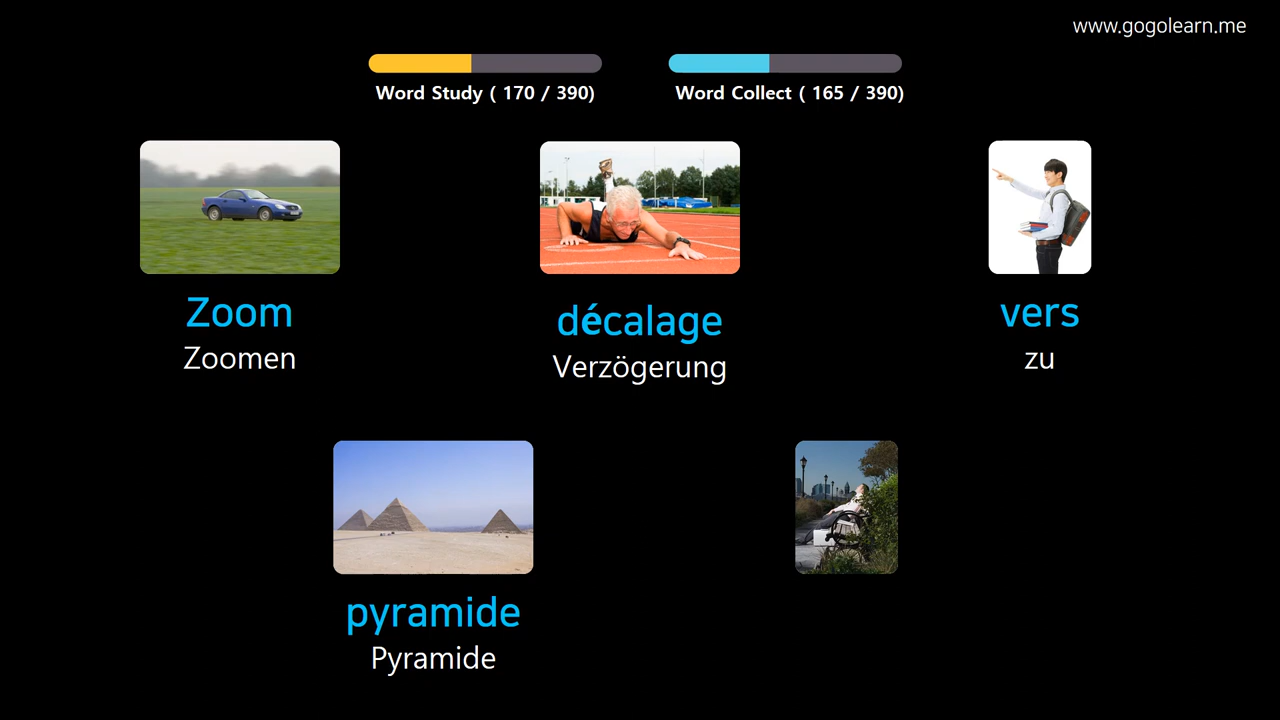 www.gogolearn.me
Word Study ( 170 / 390)
Word Collect ( 165 / 390)
Zoom
Zoomen
décalage
Verzögerung
vers
zu
pyramide
Pyramide